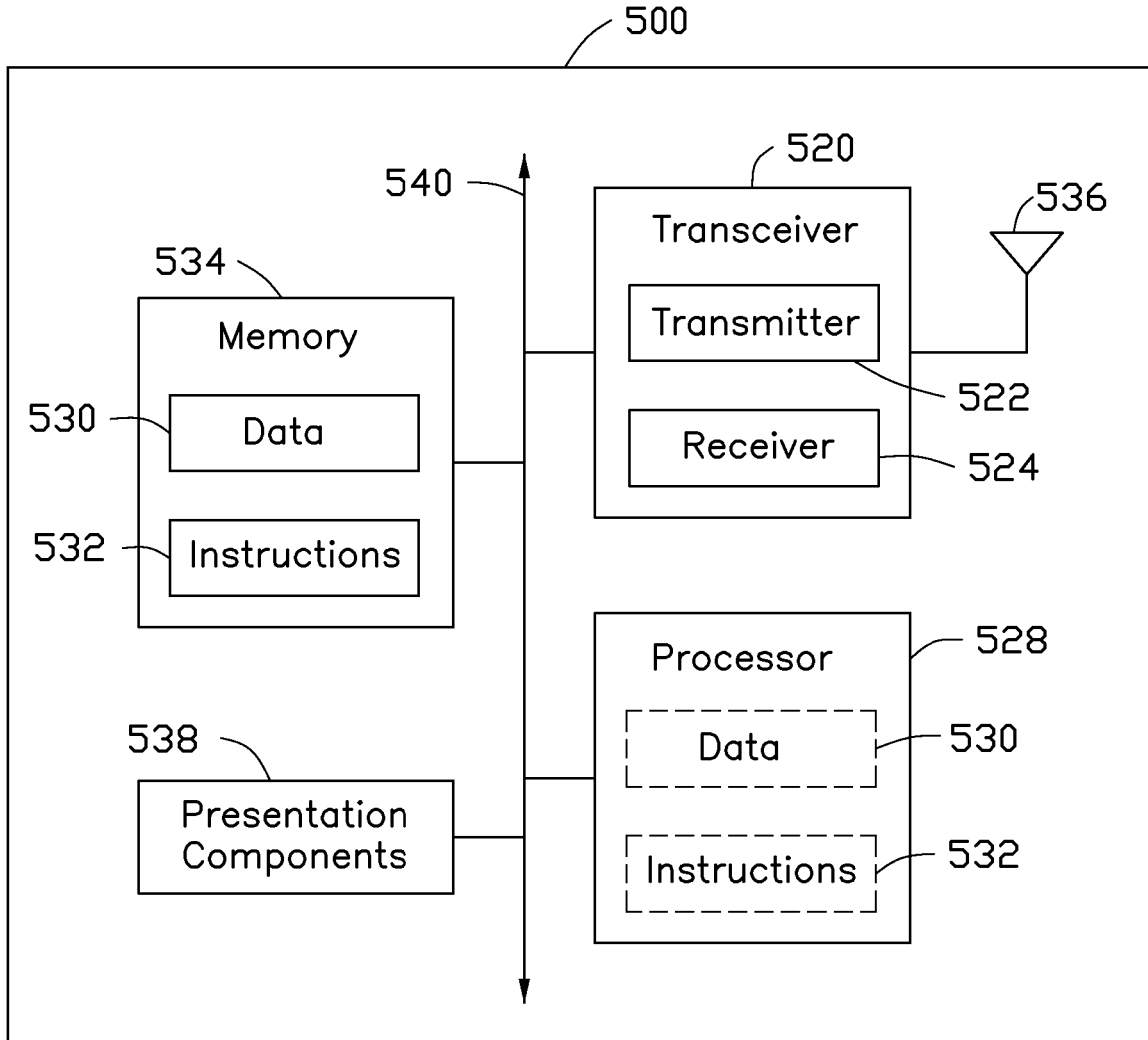 500
540
520
536
Transceiver
534
Transmitter
Memory
522
530
Data
Receiver
524
532
Instructions
528
Processor
538
Data
530
Presentation
Components
Instructions
532